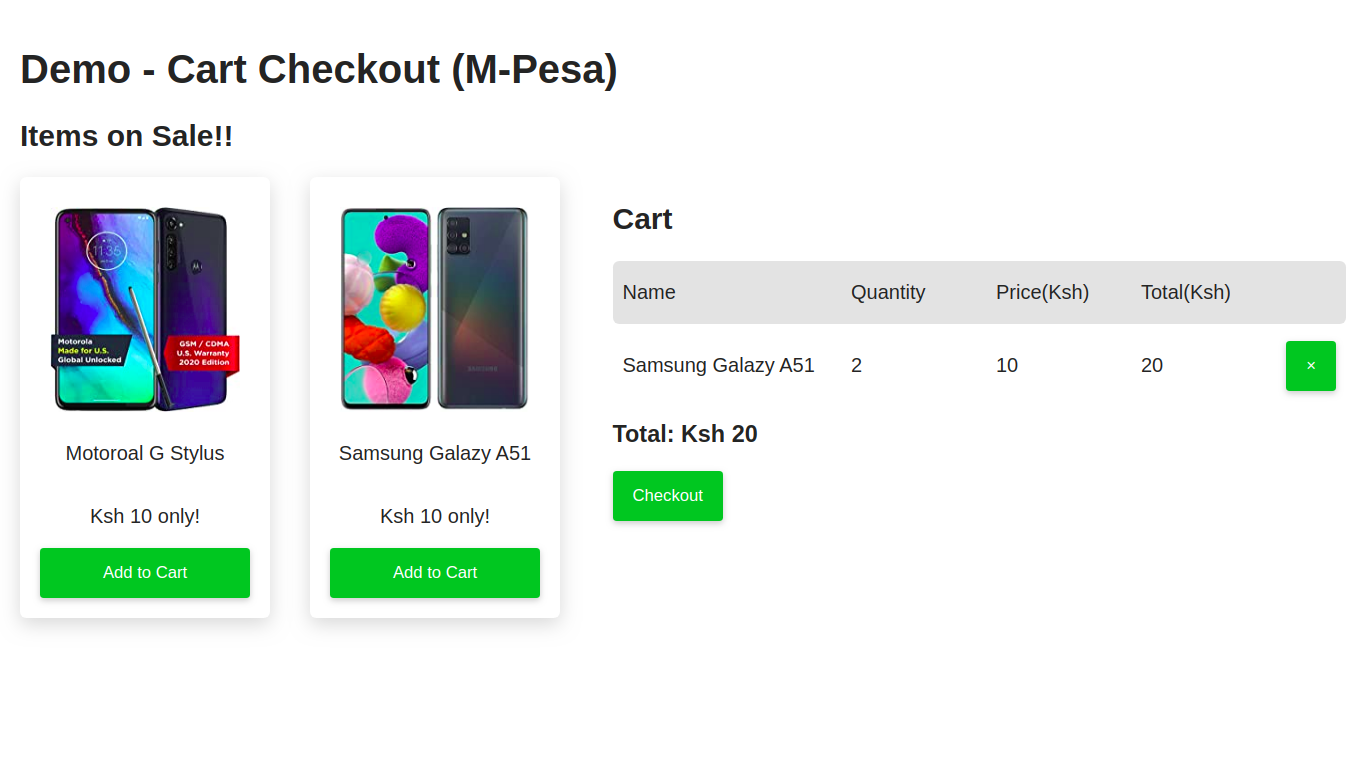 Demo - Cart Checkout (M-Pesa)
Items on Sale!!
11:35
Motorola
Made for U.S.
Global Unlocked
GSM / CDMA
U.S. Warranty
2020 Edition
Motoroal G Stylus
Ksh 10 only!
Add to Cart
SAMSUNG
Samsung Galazy A51
Ksh 10 only!
Add to Cart
Cart
Name Quantity Price(Ksh) Total(Ksh)
Samsung Galazy A51 2 10 20 ×
Total: Ksh 20
Checkout